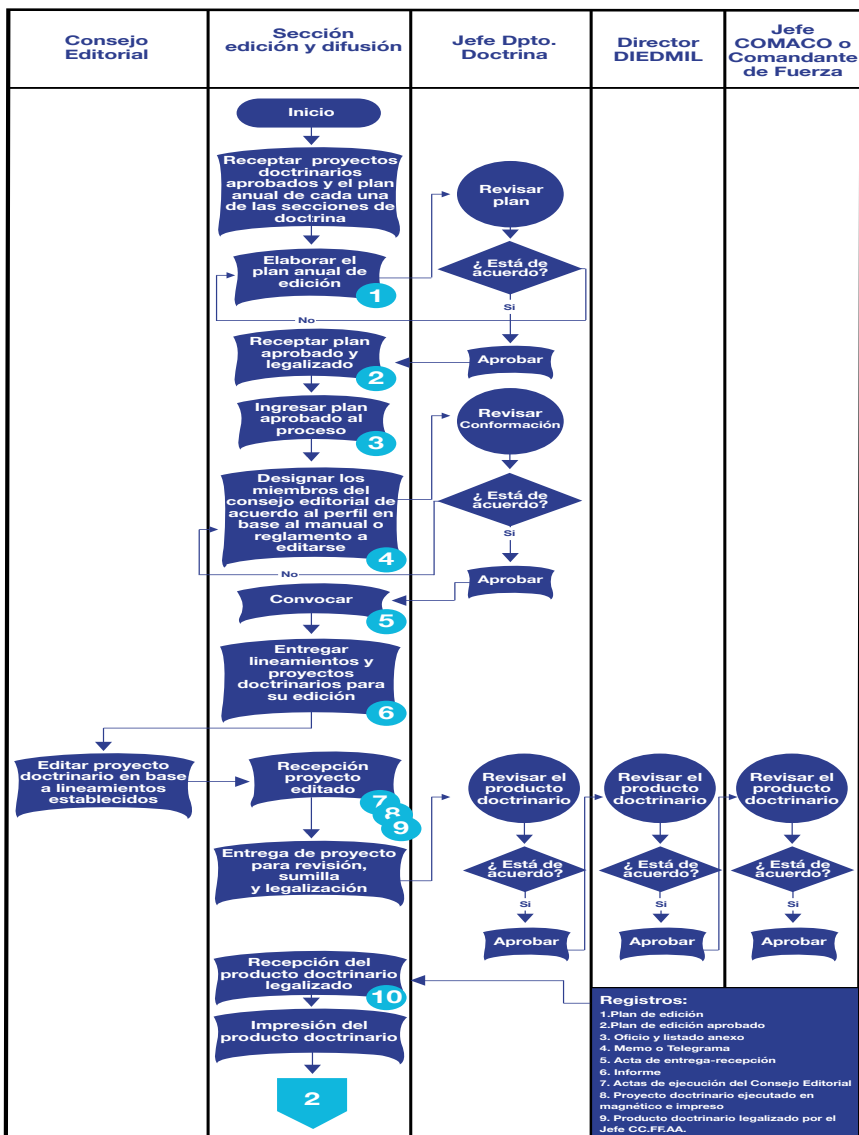 Consejo
Editorial
Sección
edición y difusión
Jefe Dpto.
Doctrina
Director
DIEDMIL
Jefe
COMACO o
Comandante
de Fuerza
Inicio
Receptar proyectos
doctrinarios
aprobados y el plan
anual de cada una
de las secciones de
doctrina
Revisar
plan
Elaborar el
plan anual de
edición
1
¿ Está de
acuerdo?
No
Si
Receptar plan
aprobado y
legalizado
2
Aprobar
Ingresar plan
aprobado al
proceso
3
Revisar
Conformación
Designar los
miembros del
consejo editorial de
acuerdo al perfil en
base al manual o
reglamento a
editarse
4
¿ Está de
acuerdo?
Si
No
Aprobar
Convocar
5
Entregar
lineamientos y
proyectos
doctrinarios para
su edición
6
Editar proyecto
doctrinario en base
a lineamientos
establecidos
Recepción
proyecto
editado
7
8
9
Revisar el
producto
doctrinario
Revisar el
producto
doctrinario
Revisar el
producto
doctrinario
Entrega de proyecto
para revisión,
sumilla
y legalización
¿ Está de
acuerdo?
¿ Está de
acuerdo?
¿ Está de
acuerdo?
Si
Si
Si
Aprobar
Aprobar
Aprobar
Recepción del
producto doctrinario
legalizado
10
Impresión del
producto doctrinario
2
Registros:
1.Plan de edición
2.Plan de edición aprobado
3. Oficio y listado anexo
4. Memo o Telegrama
5. Acta de entrega-recepción
6. Informe
7. Actas de ejecución del Consejo Editorial
8. Proyecto doctrinario ejecutado en
magnético e impreso
9. Producto doctrinario legalizado por el
Jefe CC.FF.AA.